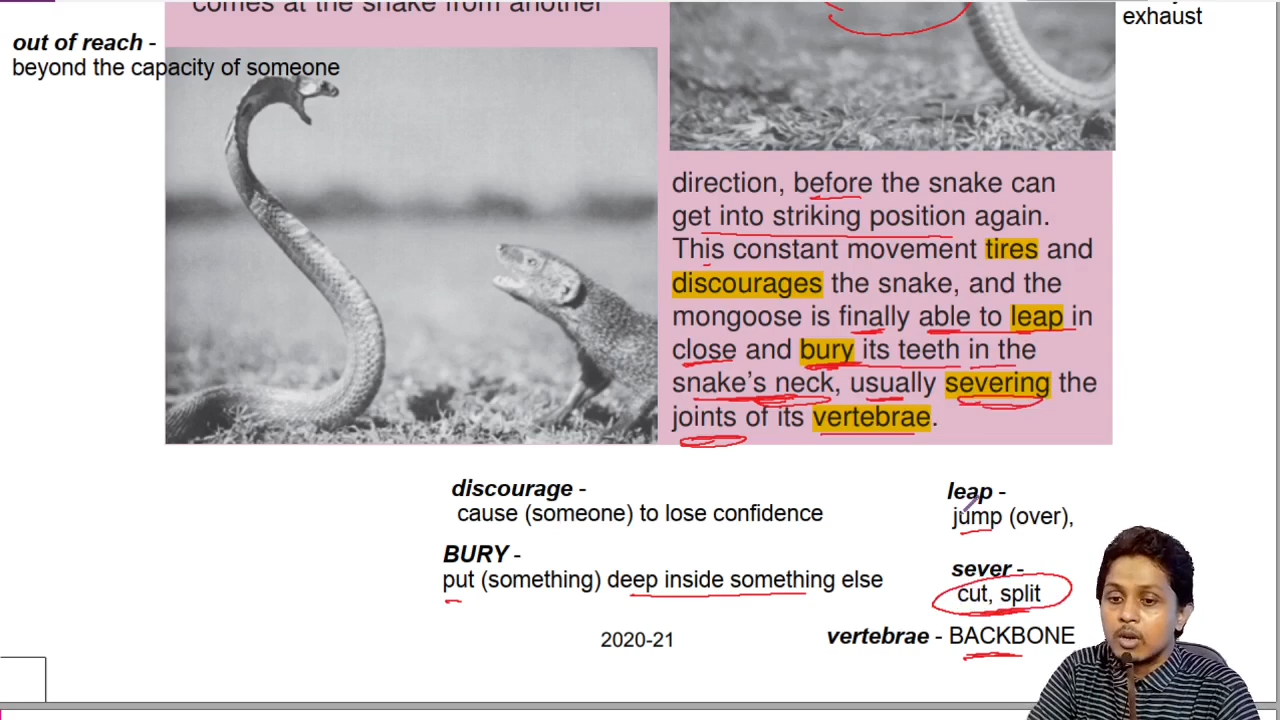 comes at the snake from another
out of reach -
beyond the capacity of someone
exhaust
direction, before the snake can
get into striking position again.
This constant movement tires and
discourages the snake, and the
mongoose is finally able to leap in
close and bury its teeth in the
snake's neck, usually severing the
joints of its vertebrae.
discourage -
cause (someone) to lose confidence
BURY -
put (something) deep inside something else
leap -
jump (over),
sever -
cut, split
vertebrae - BACKBONE
2020-21